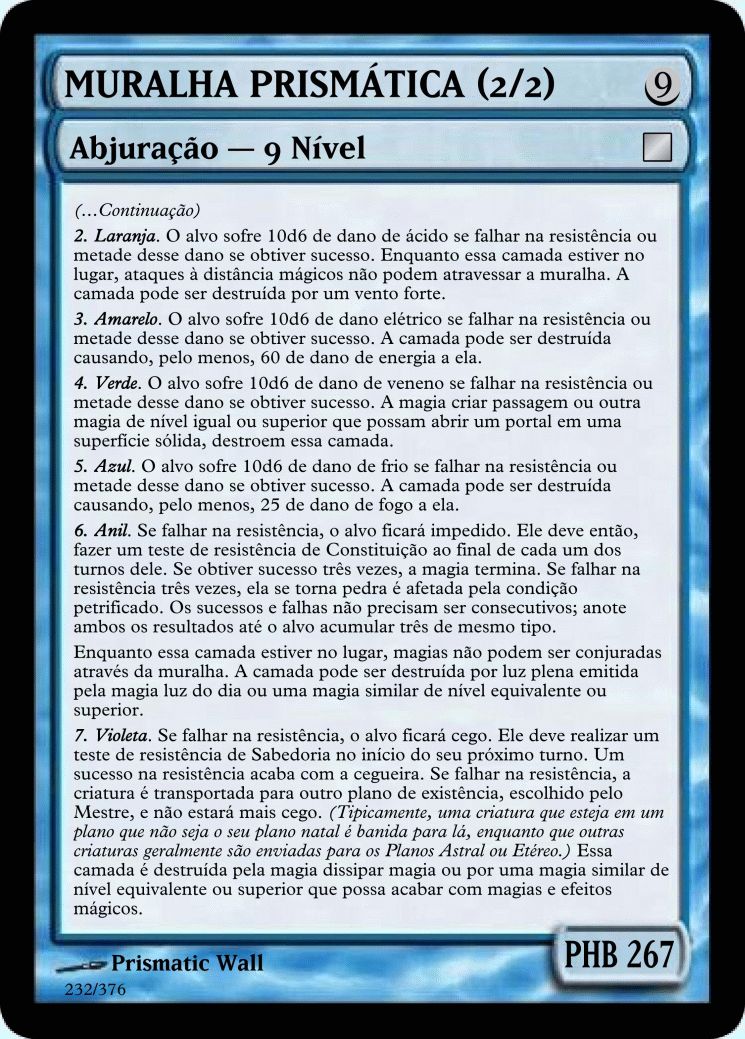 MURALHA PRISMÁTICA (2/2)
9
Abjuração — 9 Nível
(...Continuação)
2. Laranja. O alvo sofre 10d6 de dano de ácido se falhar na resistência ou
metade desse dano se obtiver sucesso. Enquanto essa camada estiver no
lugar, ataques à distância mágicos não podem atravessar a muralha. A
camada pode ser destruída por um vento forte.
3. Amarelo. O alvo sofre 10d6 de dano elétrico se falhar na resistência ou
metade desse dano se obtiver sucesso. A camada pode ser destruída
causando, pelo menos, 60 de dano de energia a ela.
4. Verde. O alvo sofre 10d6 de dano de veneno se falhar na resistência ou
metade desse dano se obtiver sucesso. A magia criar passagem ou outra
magia de nível igual ou superior que possam abrir um portal em uma
superfície sólida, destroem essa camada.
5. Azul. O alvo sofre 10d6 de dano de frio se falhar na resistência ou
metade desse dano se obtiver sucesso. A camada pode ser destruída
causando, pelo menos, 25 de dano de fogo a ela.
6. Anil. Se falhar na resistência, o alvo ficará impedido. Ele deve então,
fazer um teste de resistência de Constituição ao final de cada um dos
turnos dele. Se obtiver sucesso três vezes, a magia termina. Se falhar na
resistência três vezes, ela se torna pedra é afetada pela condição
petrificado. Os sucessos e falhas não precisam ser consecutivos; anote
ambos os resultados até o alvo acumular três de mesmo tipo.
Enquanto essa camada estiver no lugar, magias não podem ser conjuradas
através da muralha. A camada pode ser destruída por luz plena emitida
pela magia luz do dia ou uma magia similar de nível equivalente ou
superior.
7. Violeta. Se falhar na resistência, o alvo ficará cego. Ele deve realizar um
teste de resistência de Sabedoria no início do seu próximo turno. Um
sucesso na resistência acaba com a cegueira. Se falhar na resistência, a
criatura é transportada para outro plano de existência, escolhido pelo
Mestre, e não estará mais cego. (Tipicamente, uma criatura que esteja em um
plano que não seja o seu plano natal é banida para lá, enquanto que outras
criaturas geralmente são enviadas para os Planos Astral ou Etéreo.) Essa
camada é destruída pela magia dissipar magia ou por uma magia similar de
nível equivalente ou superior que possa acabar com magias e efeitos
mágicos.
PHB 267
Prismatic Wall
232/376